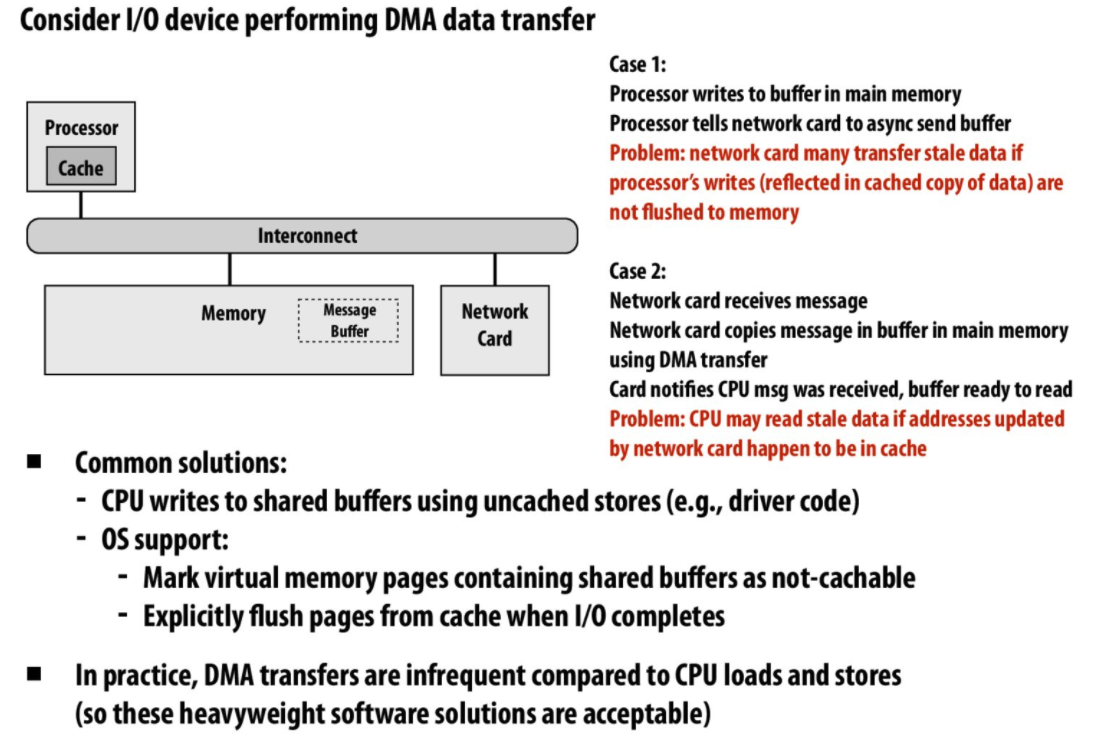 Consider I/O device performing DMA data transfer
Processor
Cache
Interconnect
Memory
Message
Buffer
Network
Card
Case 1:
Processor writes to buffer in main memory
Processor tells network card to async send buffer
Problem: network card many transfer stale data if
processor's writes (reflected in cached copy of data) are
not flushed to memory
Case 2:
Network card receives message
Network card copies message in buffer in main memory
using DMA transfer
Card notifies CPU msg was received, buffer ready to read
Problem: CPU may read stale data if addresses updated
by network card happen to be in cache
■ Common solutions:
- CPU writes to shared buffers using uncached stores (e.g., driver code)
- OS support:
- Mark virtual memory pages containing shared buffers as not-cachable
- Explicitly flush pages from cache when I/O completes
■ In practice, DMA transfers are infrequent compared to CPU loads and stores
(so these heavyweight software solutions are acceptable)